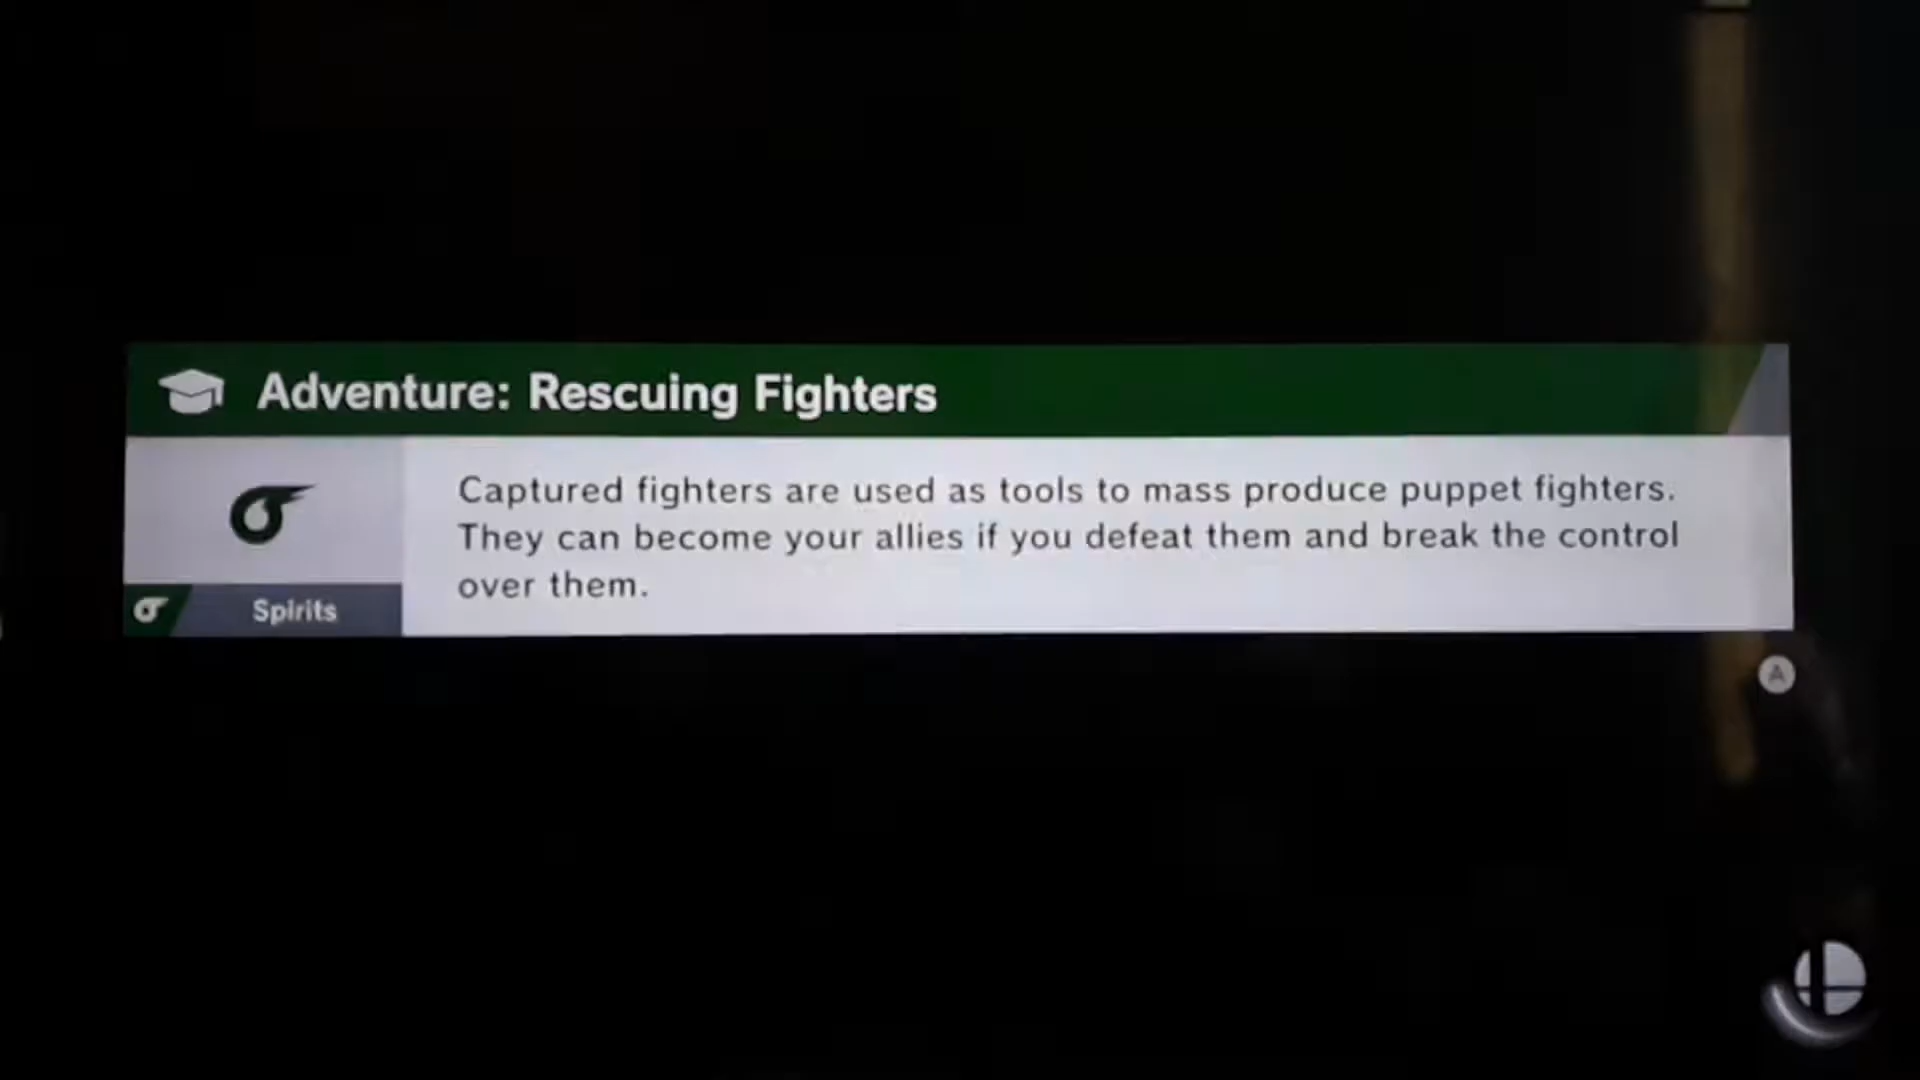 Adventure: Rescuing Fighters
Captured fighters are used as tools to mass produce puppet fighters.
They can become your allies if you defeat them and break the control
over them.
Spirits
A